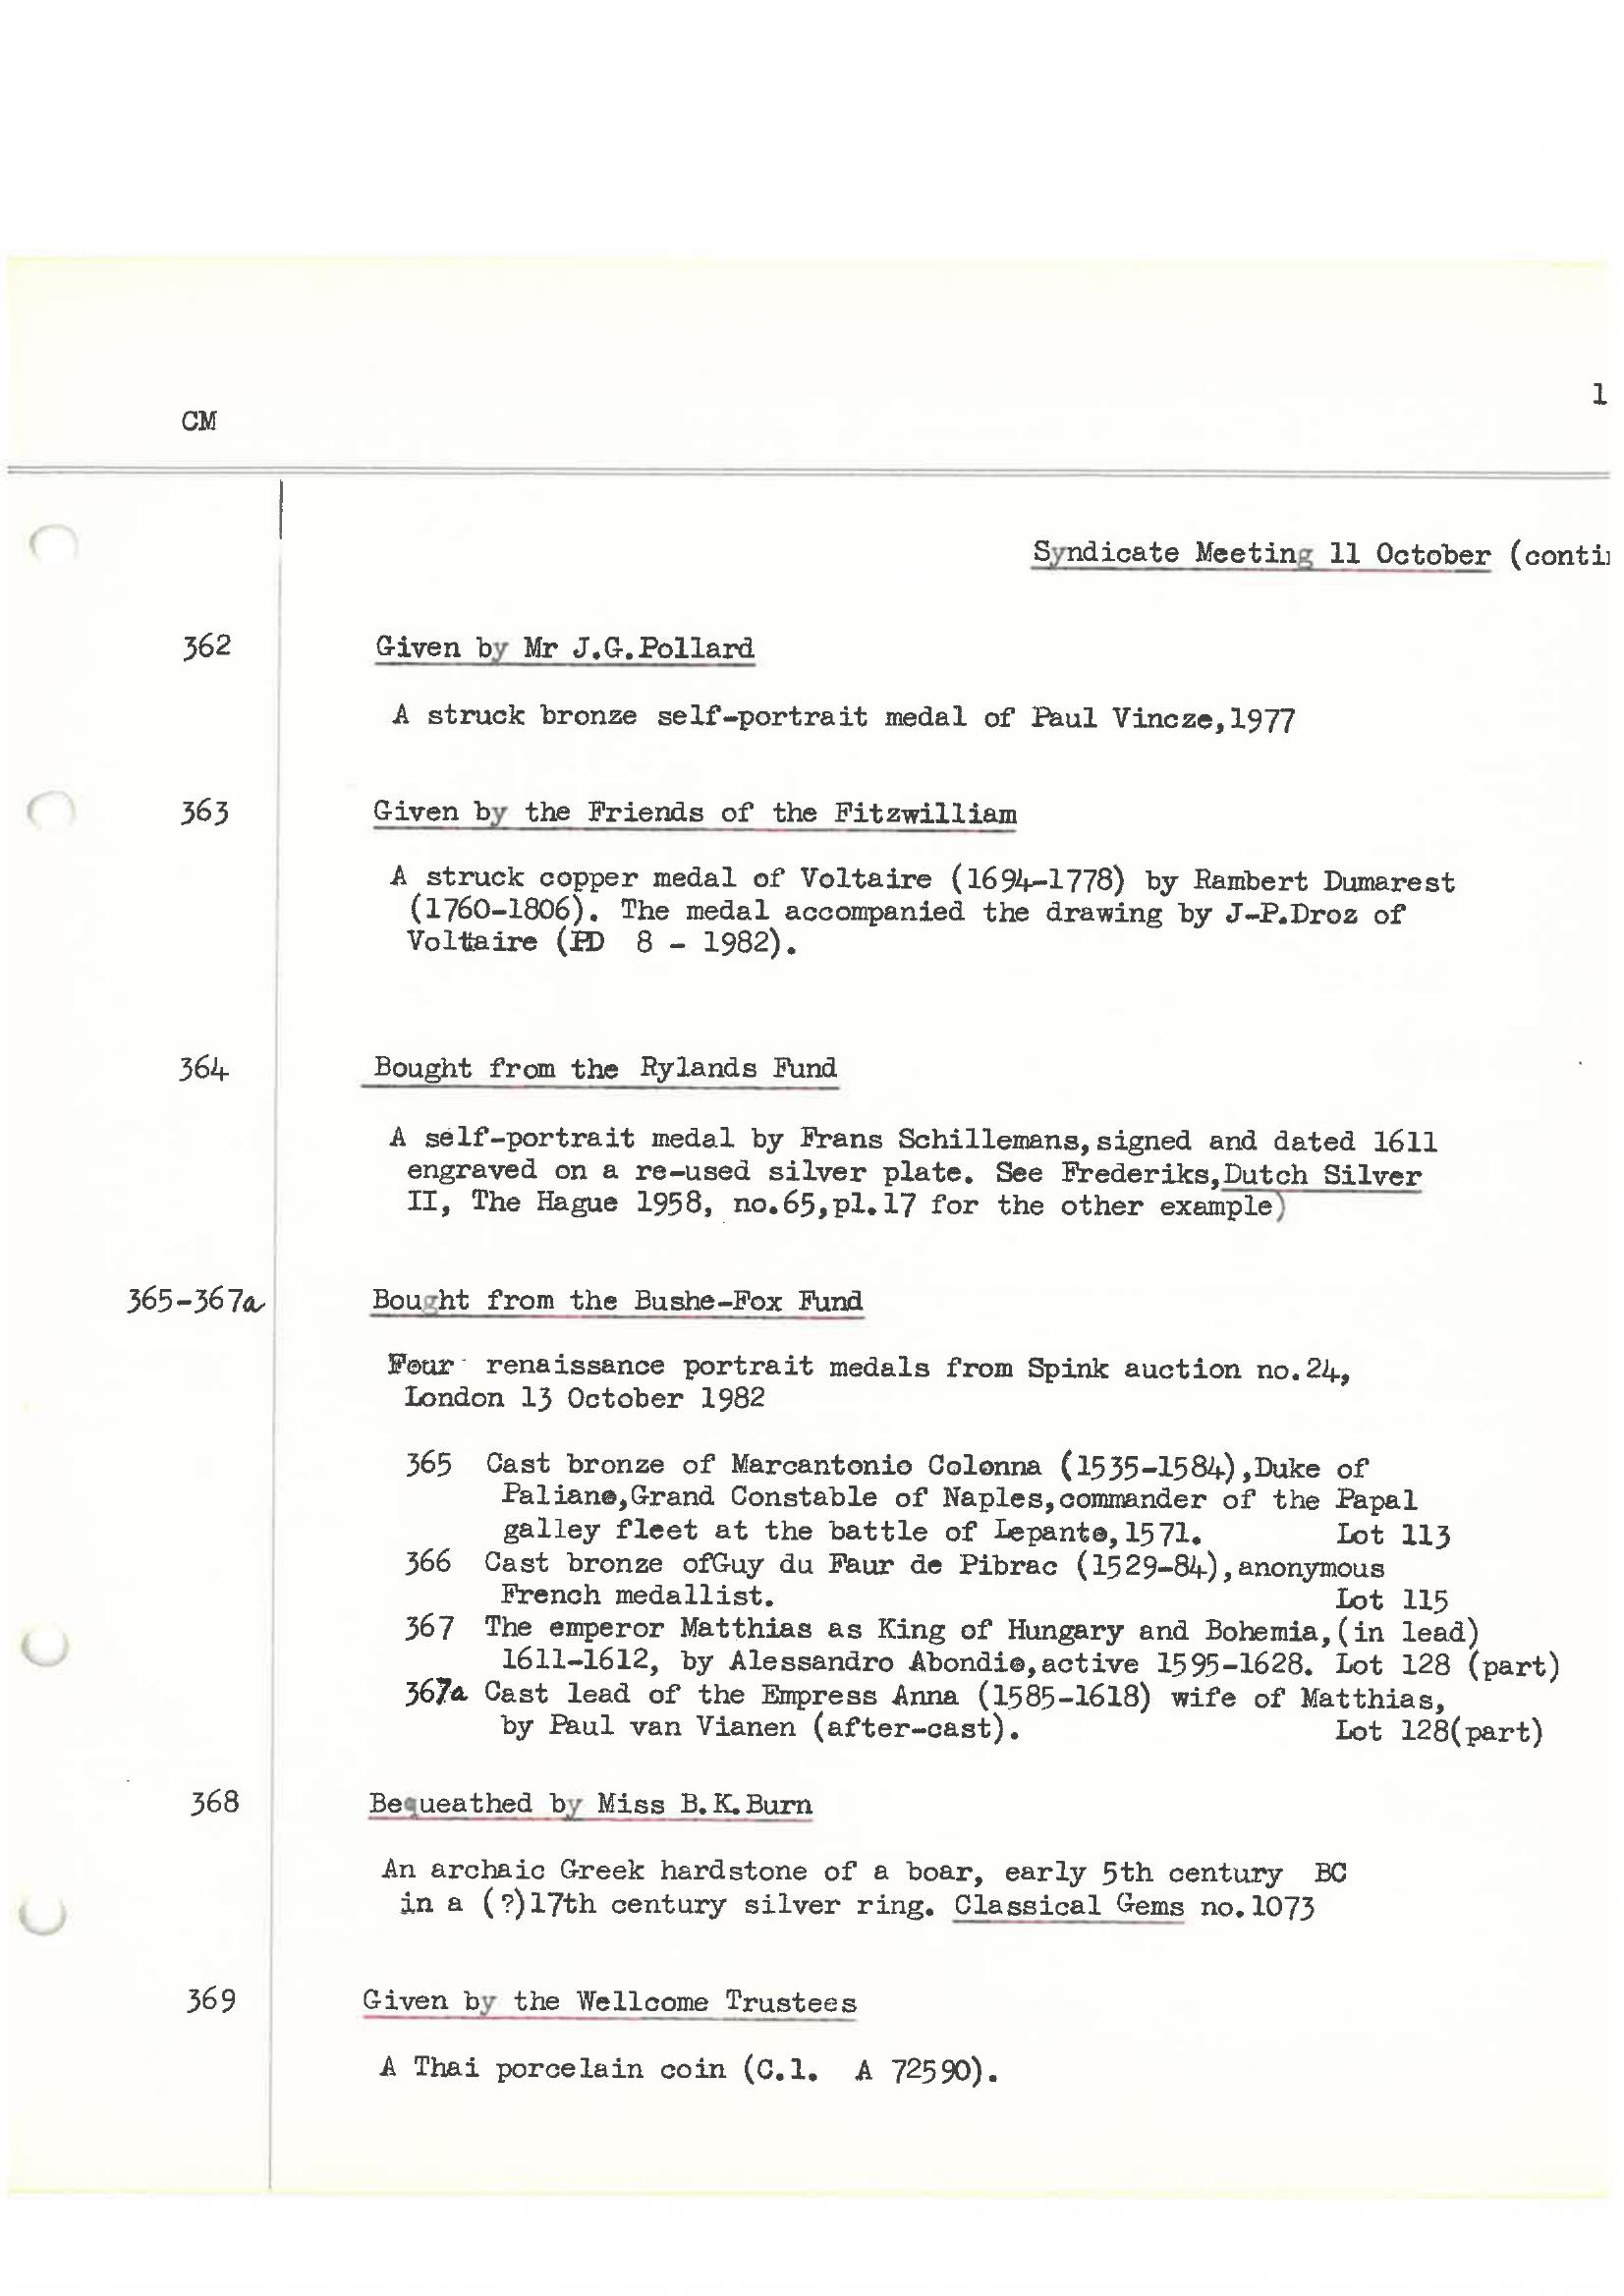 1
CM
Syndicate Meeting 11 October (conti
362 Given by Mr J.G.Pollard
A struck bronze self-portrait medal of Paul Vincze,1977
363 Given by the Friends of the Fitzwilliam
A struck copper medal of Voltaire (1694-1778) by Rambert Dumarest
(1760-1806). The medal accompanied the drawing by J-P.Droz of
Voltaire (PD 8 - 1982).
364 Bought from the Rylands Fund
A self-portrait medal by Frans Schillemans,signed and dated 1611
engraved on a re-used silver plate. See Frederiks,Dutch Silver
II, The Hague 1958, no.65,pl.17 for the other example)
365-367a Bought from the Bushe-Fox Fund
Four renaissance portrait medals from Spink auction no.24,
London 13 October 1982
365 Cast bronze of Marcantonio Colonna (1535-1584),Duke of
Paliano,Grand Constable of Naples,commander of the Papal
galley fleet at the battle of Lepanto,1571. Lot 113
366 Cast bronze ofGuy du Faur de Pibrac (1529-84),anonymous
French medallist. Lot 115
367 The emperor Matthias as King of Hungary and Bohemia,(in lead)
1611-1612, by Alessandro Abondio,active 1595-1628. Lot 128 (part)
367a Cast lead of the Empress Anna (1585-1618) wife of Matthias,
by Paul van Vianen (after-cast). Lot 128(part)
368 Bequeathed by Miss B.K.Burn
An archaic Greek hardstone of a boar, early 5th century BC
in a (?)17th century silver ring. Classical Gems no.1073
369 Given by the Wellcome Trustees
A Thai porcelain coin (C.l. A 72590).